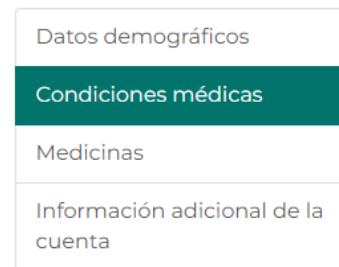 Datos demográficos
Condiciones médicas
Medicinas
Información adicional de la
cuenta